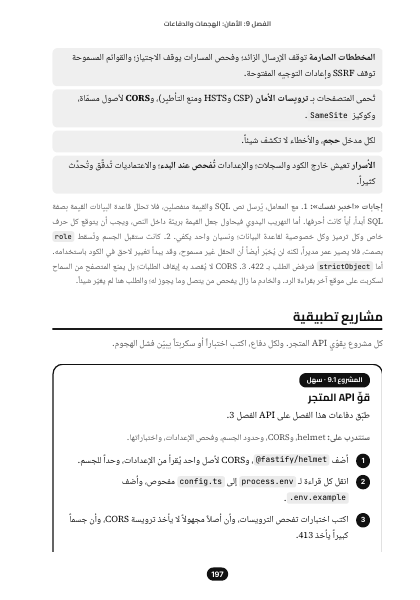 الفصل 9: الأمان: الهجمات والدفاعات
المخططات الصارمة توقف الإرسال الزائد؛ وفحص المسارات يوقف الاجتياز؛ والقوائم المسموحة
توقف SSRF وإعادات التوجيه المفتوحة.
تُحمى المتصفحات بـ ترويسات الأمان (CSP وHSTS ومنع التأطير)، وCORS لأصول مسمّاة،
وكوكيز SameSite .
لكل مدخل حجم، والأخطاء لا تكشف شيئاً.
الأسرار تعيش خارج الكود والسجلات؛ والإعدادات تُفحص عند البدء؛ والاعتماديات تُدقَّق وتُحدَّث
كثيراً.
إجابات «اختبر نفسك»: 1. مع المعامل، يُرسل نص SQL والقيمة منفصلين، فلا تحلل قاعدة البيانات القيمة بصفة
SQL أبداً، أياً كانت أحرفها. أما التهريب اليدوي فيحاول جعل القيمة بريئة داخل النص، ويجب أن يتوقع كل حرف
خاص وكل ترميز وكل خصوصية لقاعدة البيانات؛ ونسيان واحد يكفي. 2. كانت ستقبل الجسم وتُسقط role
بصمت، فلا يصير عمر مديراً، لكنه لن يُخبَر أيضاً أن الحقل غير مسموح، وقد يبدأ تغيير لاحق في الكود باستخدامه.
أما strictObject فترفض الطلب بـ 422. 3. CORS لا يُقصد به إيقاف الطلبات؛ بل يمنع المتصفح من السماح
لسكربت على موقع آخر بقراءة الرد. والخادم ما زال يفحص من يتصل وما يجوز له؛ والطلب هنا لم يغيّر شيئاً.
مشاريع تطبيقية
كل مشروع يقوّي API المتجر. ولكل دفاع، اكتب اختباراً أو سكربتاً يبيّن فشل الهجوم.
المشروع 9.1 · سهل
قوِّ API المتجر
طبّق دفاعات هذا الفصل على API الفصل 3.
ستتدرب على: helmet، وCORS، وحدود الجسم، وفحص الإعدادات، واختباراتها.
1 أضف @fastify/helmet ، وCORS لأصل واحد يُقرأ من الإعدادات، وحداً للجسم.
2 انقل كل قراءة لـ process.env إلى config.ts مفحوص، وأضف
.env.example .
3 اكتب اختبارات تفحص الترويسات، وأن أصلاً مجهولاً لا يأخذ ترويسة CORS، وأن جسماً
كبيراً يأخذ 413.
197